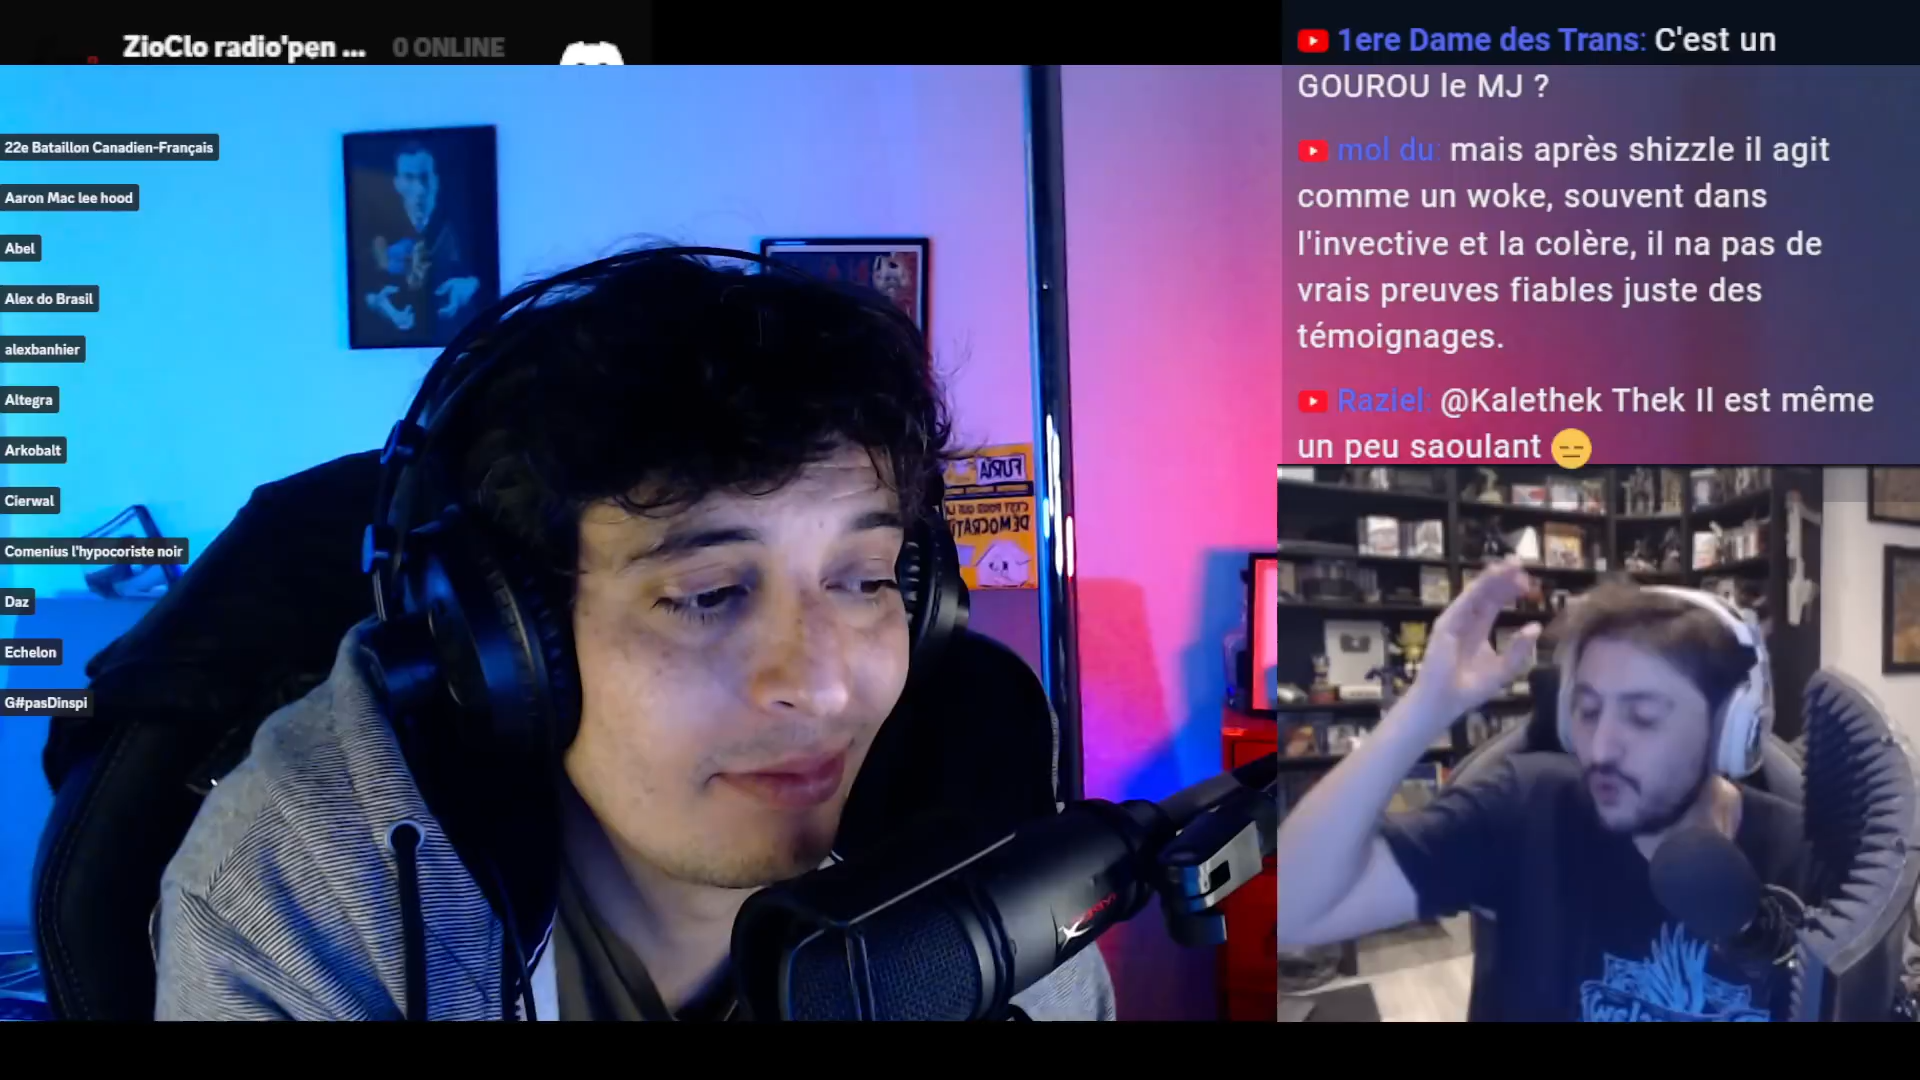 ZioClo radio'pen ...
0 ONLINE
22e Bataillon Canadien-Français
Aaron Mac lee hood
Abel
Alex do Brasil
alexbanhier
Altegra
Arkobalt
Cierwal
Comenius l'hypocoriste noir
Daz
Echelon
G#pasDinspi
1ere Dame des Trans: C'est un
GOUROU le MJ ?
mol du: mais après shizzle il agit
comme un woke, souvent dans
l'invective et la colère, il na pas de
vrais preuves fiables juste des
témoignages.
Raziel: @Kalethek Thek Il est même
un peu saoulant 😑
FURIA